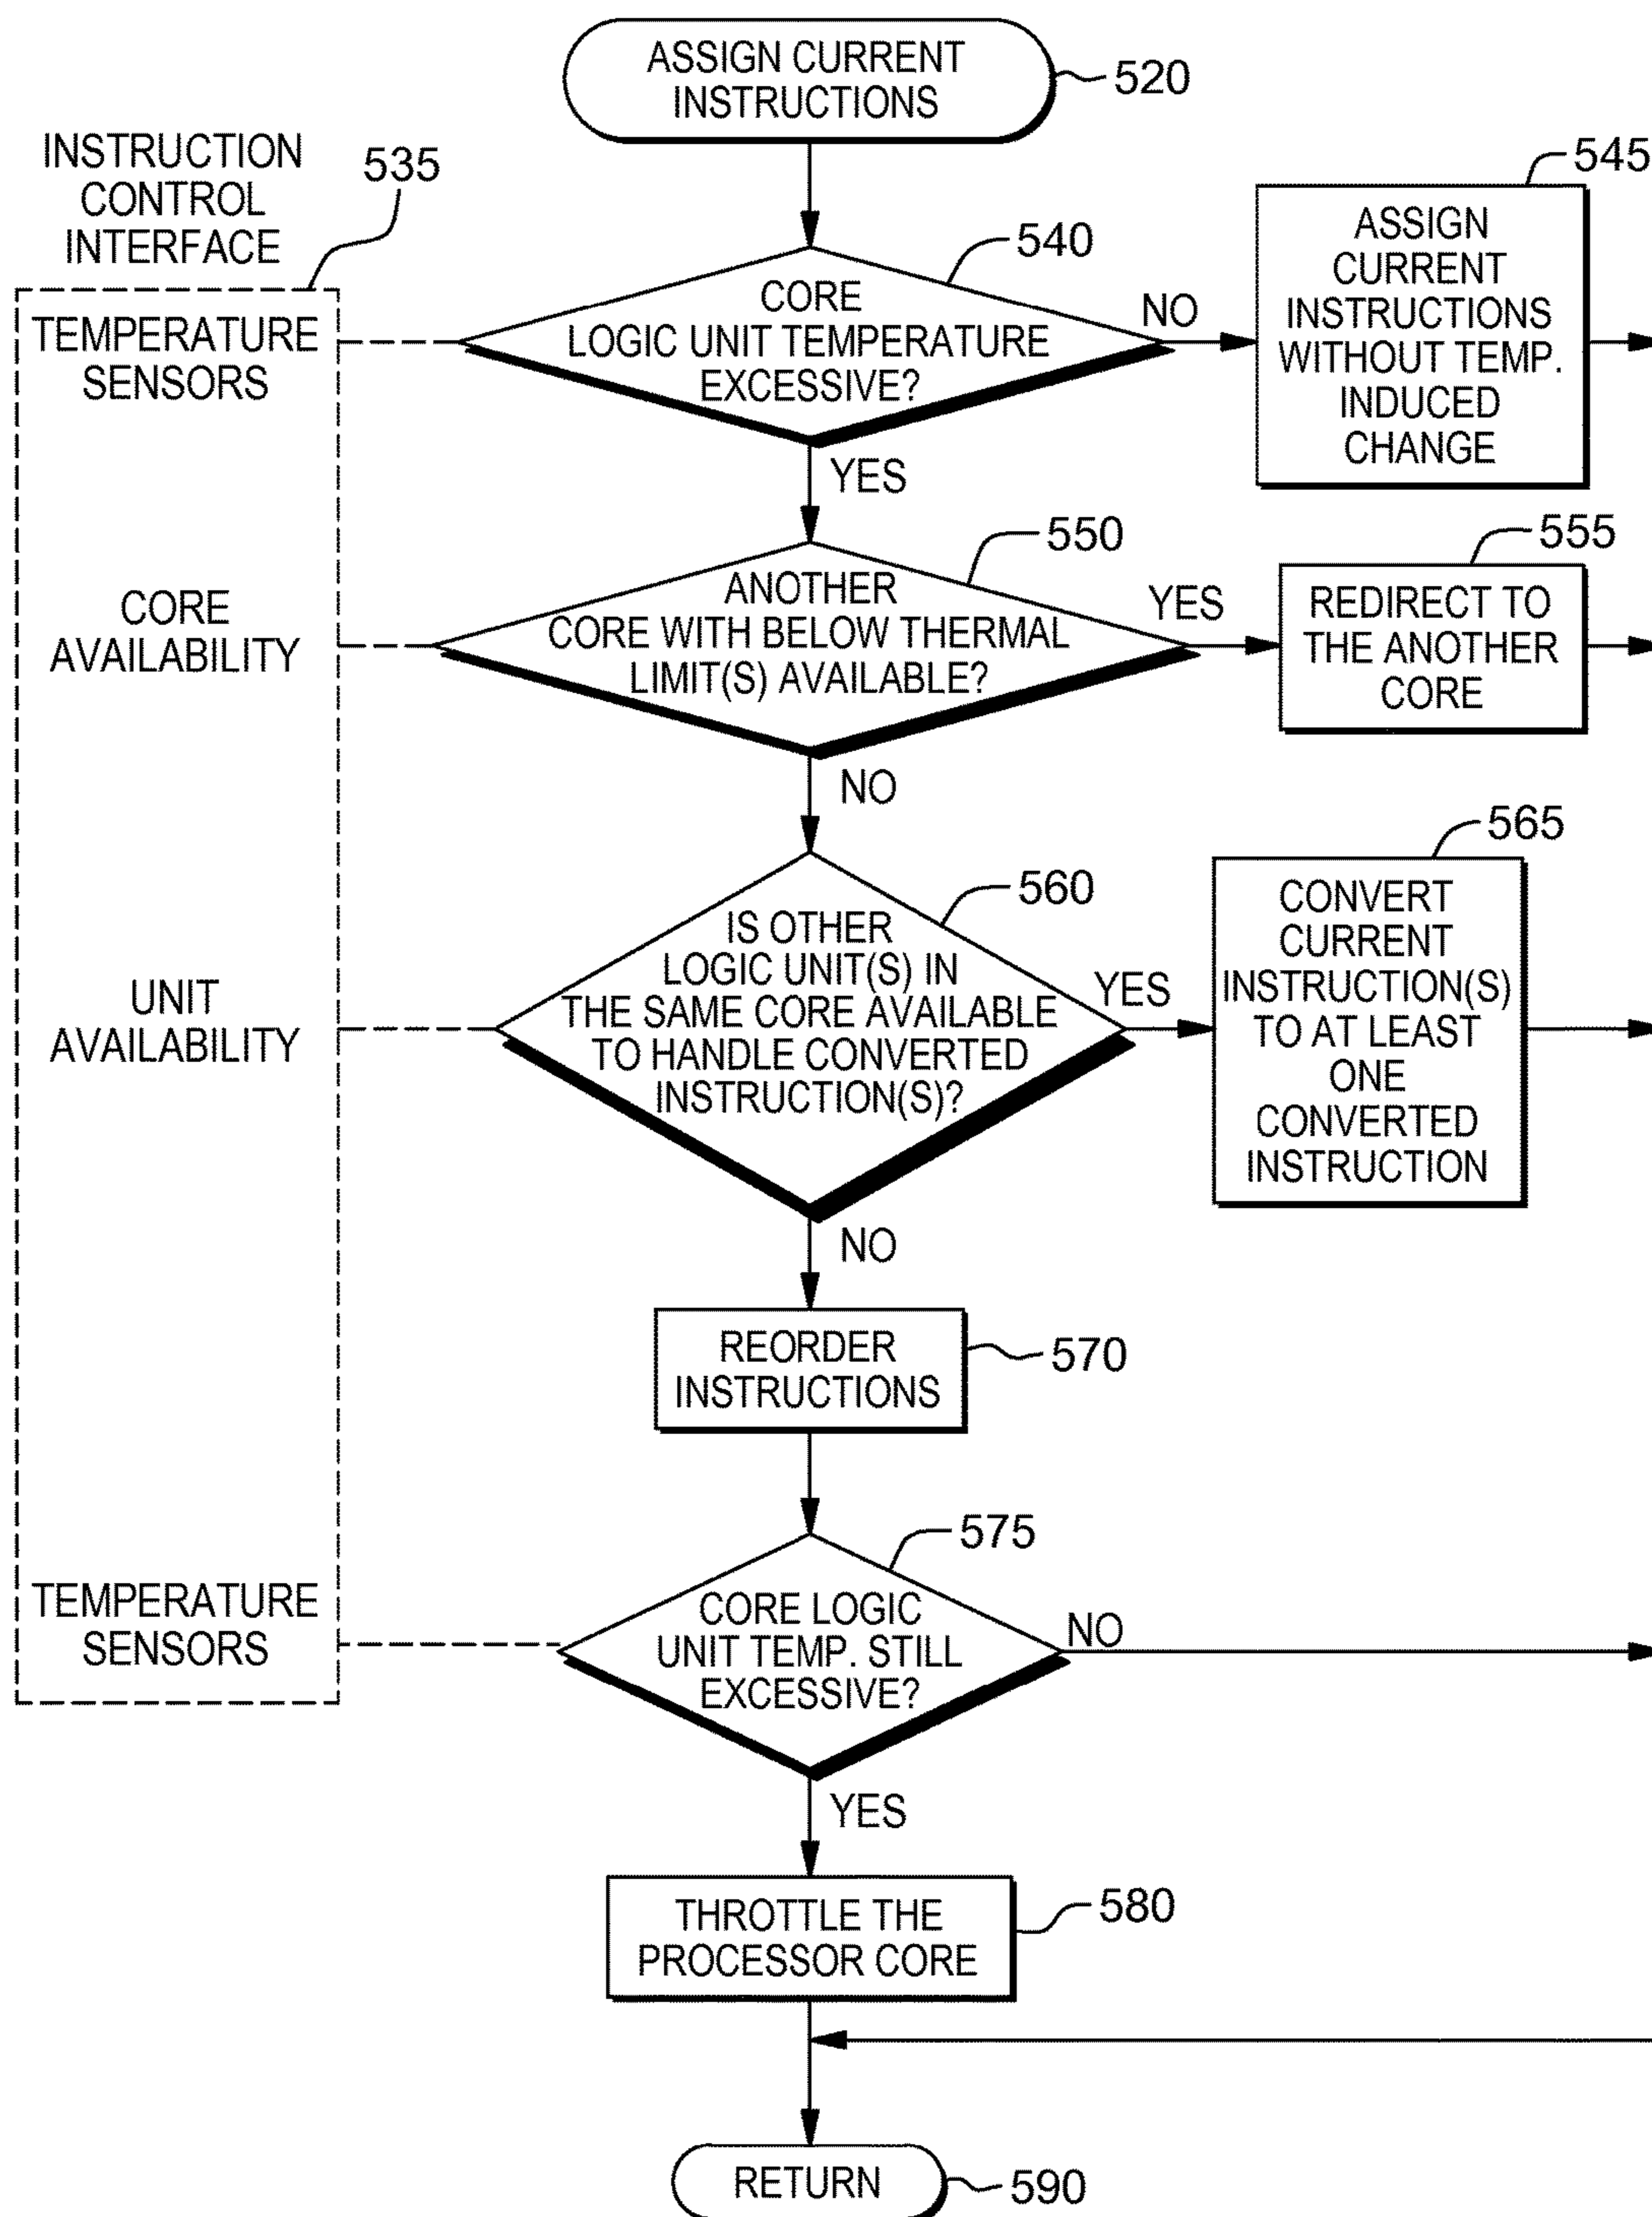 ASSIGN CURRENT
INSTRUCTIONS
520
INSTRUCTION
CONTROL
INTERFACE
535
TEMPERATURE
SENSORS
CORE
LOGIC UNIT TEMPERATURE
EXCESSIVE?
540
NO
ASSIGN
CURRENT
INSTRUCTIONS
WITHOUT TEMP.
INDUCED
CHANGE
545
YES
CORE
AVAILABILITY
ANOTHER
CORE WITH BELOW THERMAL
LIMIT(S) AVAILABLE?
550
YES
REDIRECT TO
THE ANOTHER
CORE
555
NO
UNIT
AVAILABILITY
IS OTHER
LOGIC UNIT(S) IN
THE SAME CORE AVAILABLE
TO HANDLE CONVERTED
INSTRUCTION(S)?
560
YES
CONVERT
CURRENT
INSTRUCTION(S)
TO AT LEAST
ONE
CONVERTED
INSTRUCTION
565
NO
REORDER
INSTRUCTIONS
570
TEMPERATURE
SENSORS
CORE LOGIC
UNIT TEMP. STILL
EXCESSIVE?
575
NO
YES
THROTTLE THE
PROCESSOR CORE
580
RETURN
590